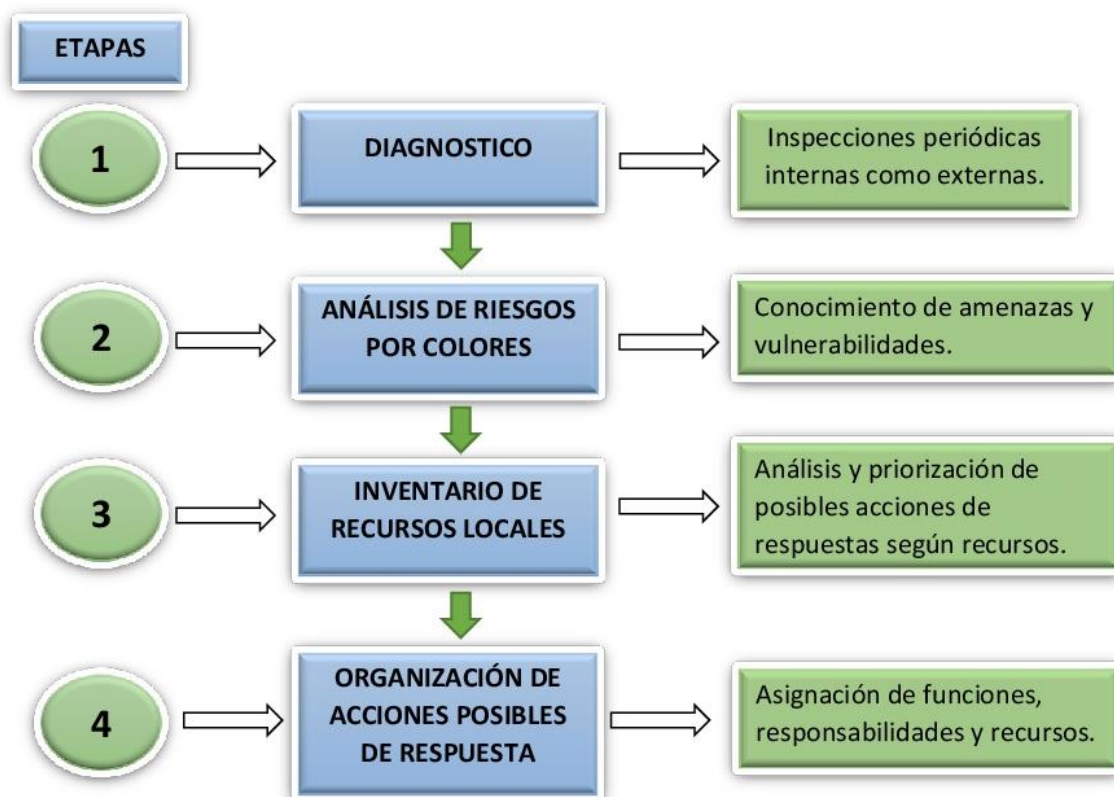 ETAPAS
1
DIAGNOSTICO
Inspecciones periódicas
internas como externas.
2
ANÁLISIS DE RIESGOS
POR COLORES
Conocimiento de amenazas y
vulnerabilidades.
3
INVENTARIO DE
RECURSOS LOCALES
Análisis y priorización de
posibles acciones de
respuestas según recursos.
4
ORGANIZACIÓN DE
ACCIONES POSIBLES
DE RESPUESTA
Asignación de funciones,
responsabilidades y recursos.